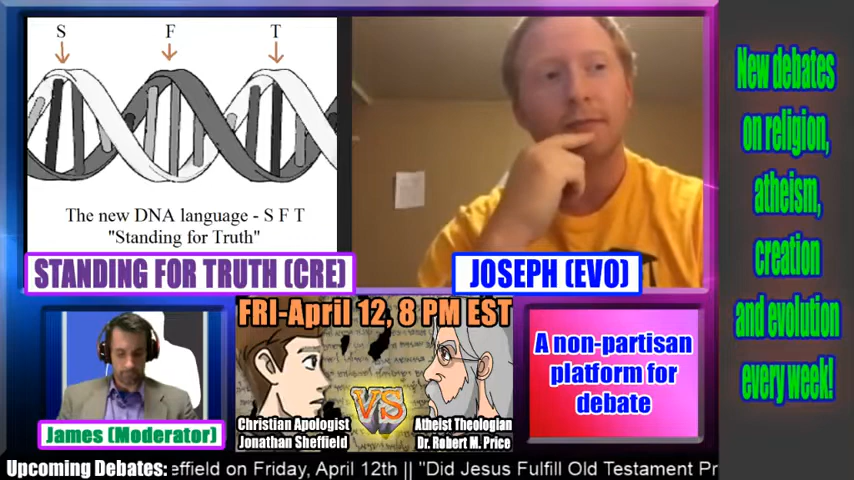 S F T
The new DNA language - S F T
"Standing for Truth"
STANDING FOR TRUTH (CRE)
JOSEPH (EVO)
James (Moderator)
FRI-April 12, 8 PM EST
VS
Christian Apologist
Jonathan Sheffield
Atheist Theologian
Dr. Robert M. Price
A non-partisan
platform for
debate
New debates
on religion,
atheism,
creation
and evolution
every week!
Upcoming Debates: effield on Friday, April 12th || "Did Jesus Fulfill Old Testament Pr